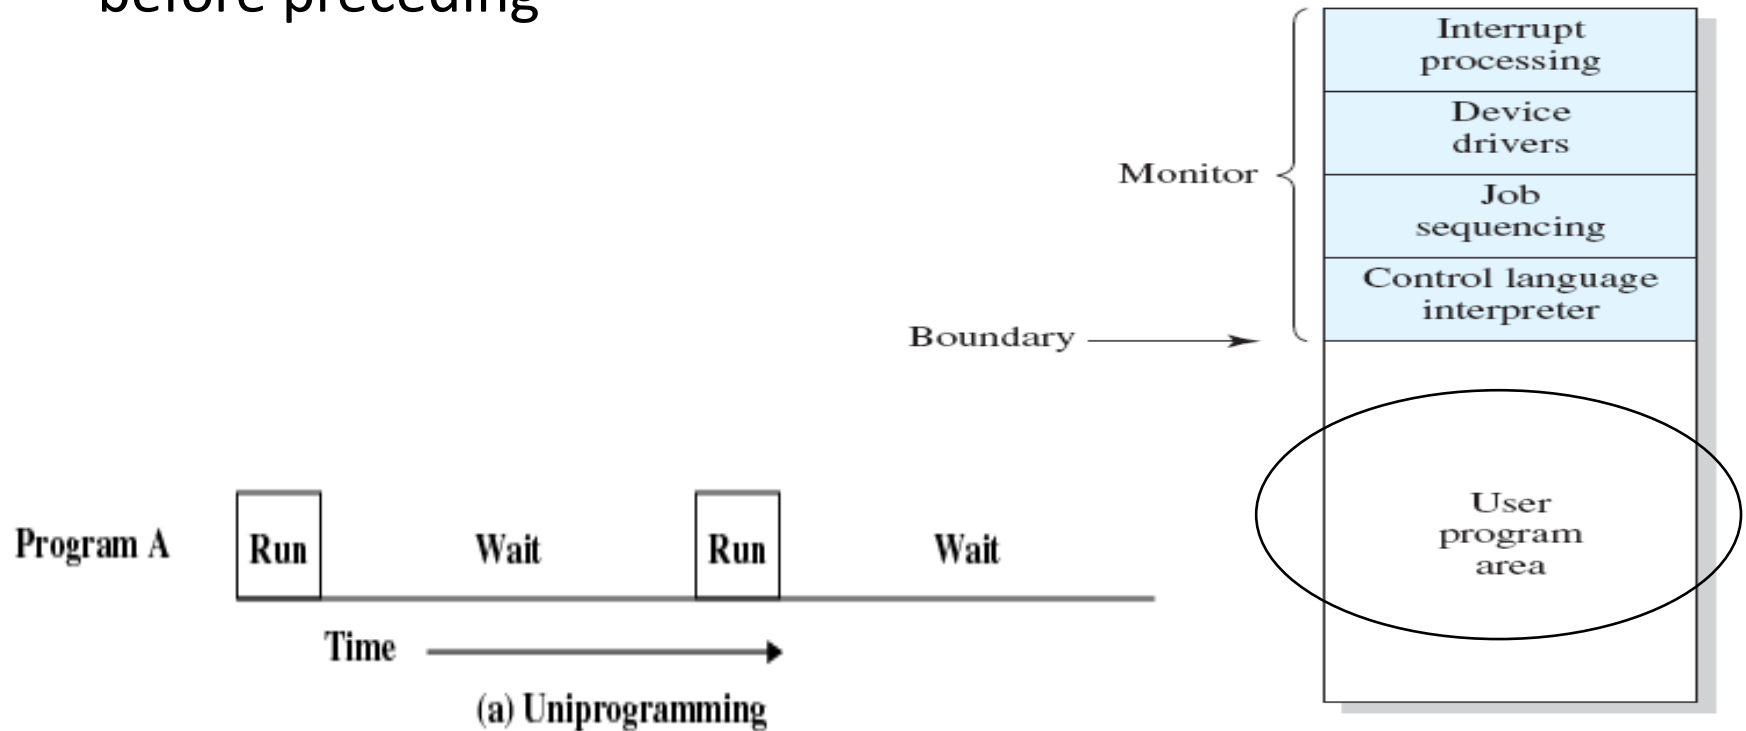 before preceding
Interrupt
processing
Device
drivers
Monitor
Job
sequencing
Control language
interpreter
Boundary
User
program
area
Program A
Run
Wait
Run
Wait
Time
(a) Uniprogramming